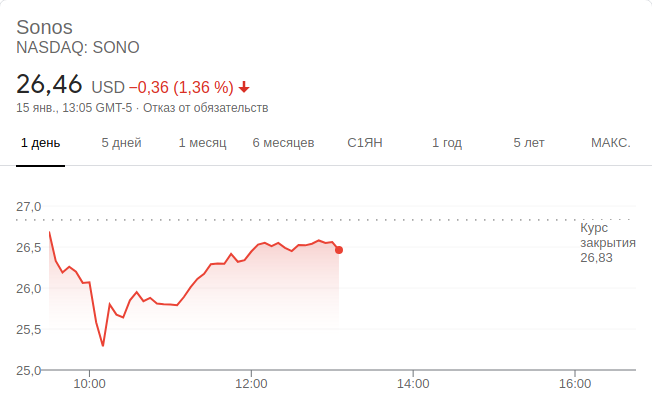 Sonos
NASDAQ: SONO
26,46 USD −0,36 (1,36 %)
15 янв., 13:05 GMT-5 · Отказ от обязательств
1 день 5 дней 1 месяц 6 месяцев С1ЯН 1 год 5 лет МАКС.
27,0
Курс
закрытия
26,83
26,5
26,0
25,5
25,0
10:00 12:00 14:00 16:00